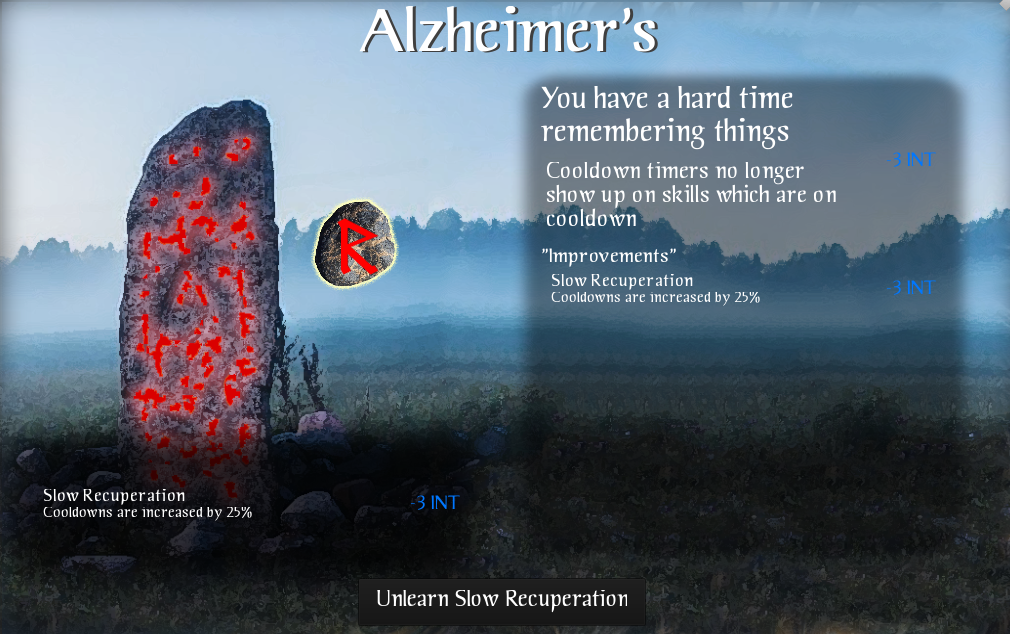 Alzheimer's
You have a hard time
remembering things
-3 INT
Cooldown timers no longer
show up on skills which are on
cooldown
"Improvements"
Slow Recuperation
Cooldowns are increased by 25%
-3 INT
ᚱ
Slow Recuperation
Cooldowns are increased by 25%
-3 INT
Unlearn Slow Recuperation